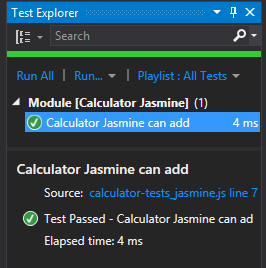 Test Explorer
Search
Run All | Run... | Playlist : All Tests
Module [Calculator Jasmine] (1)
Calculator Jasmine can add 4 ms
Calculator Jasmine can add
Source: calculator-tests_jasmine.js line 7
Test Passed - Calculator Jasmine can ad
Elapsed time: 4 ms